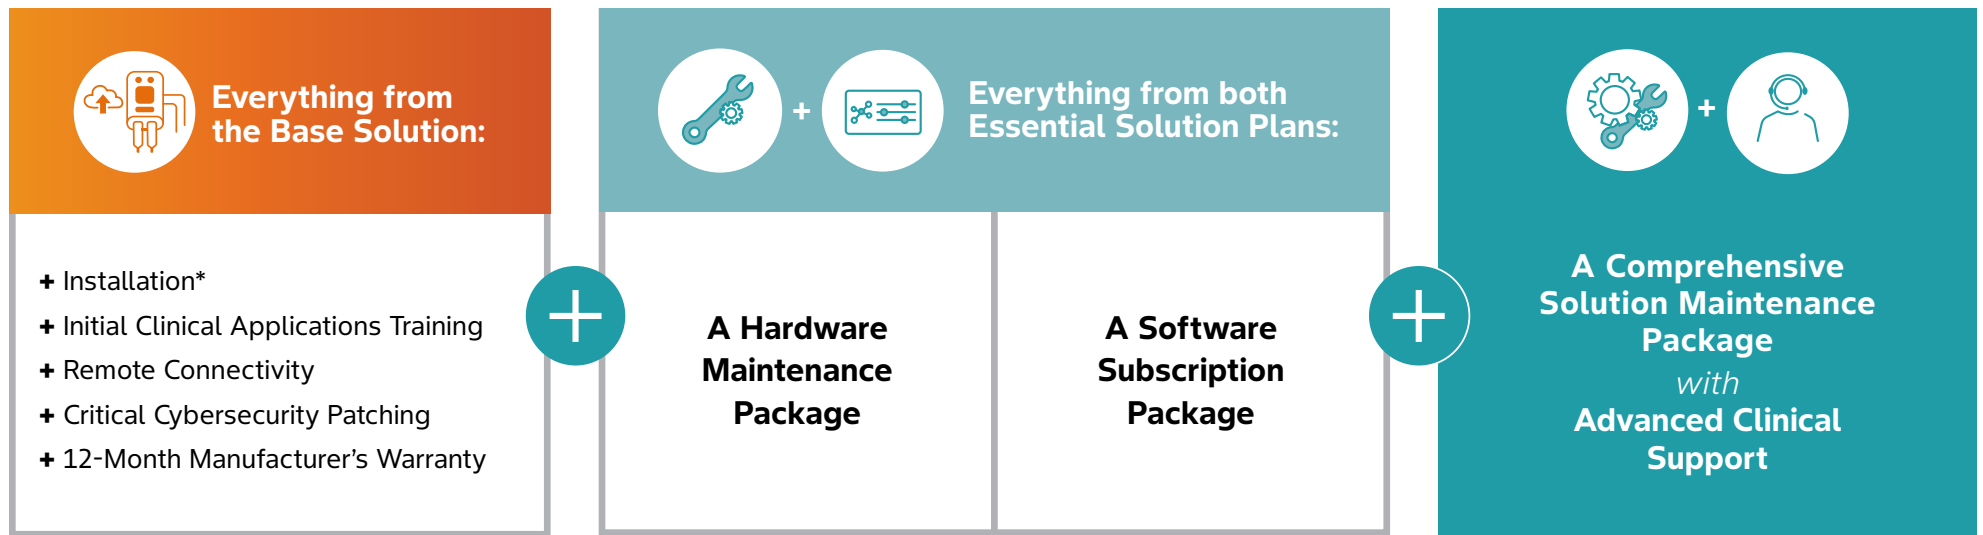 Everything from
the Base Solution:
+ Installation*
+ Initial Clinical Applications Training
+ Remote Connectivity
+ Critical Cybersecurity Patching
+ 12-Month Manufacturer’s Warranty
+
+
Everything from both
Essential Solution Plans:
A Hardware
Maintenance
Package
A Software
Subscription
Package
+
+
A Comprehensive
Solution Maintenance
Package
with
Advanced Clinical
Support